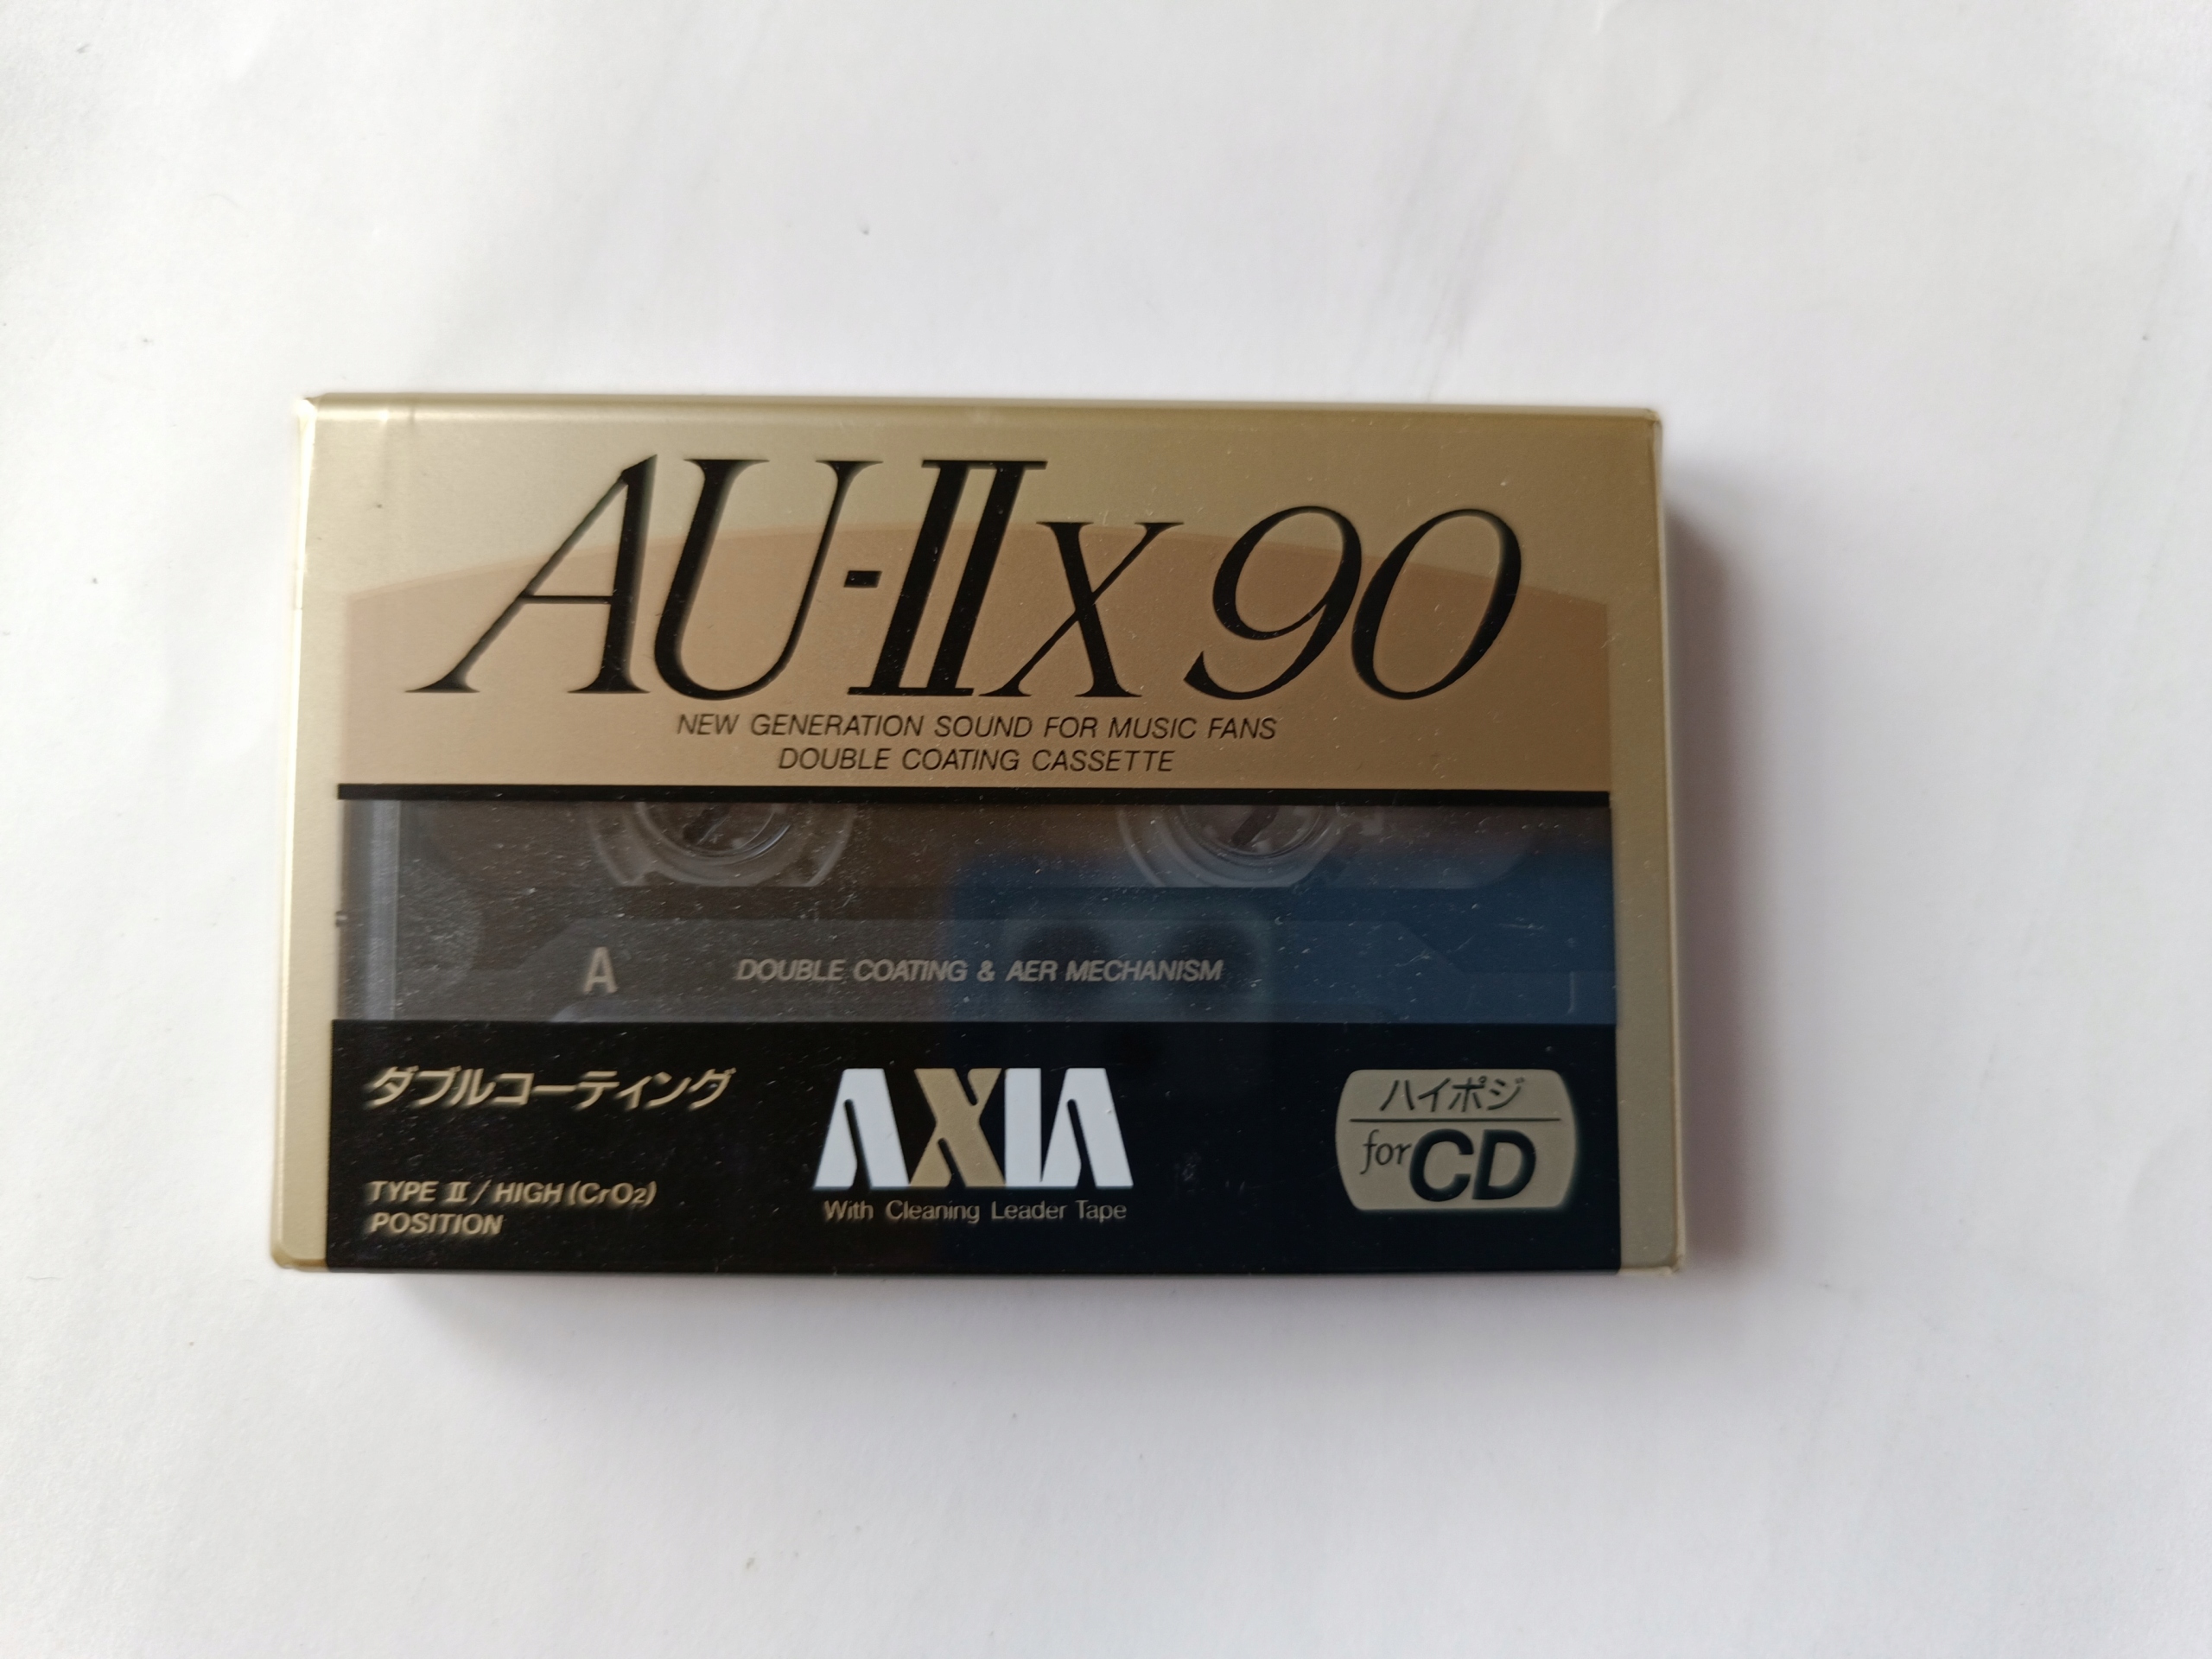 AU-IIx 90
NEW GENERATION SOUND FOR MUSIC FANS
DOUBLE COATING CASSETTE
A DOUBLE COATING & AER MECHANISM
ダブルコーティング
TYPE II / HIGH (CrO2)
POSITION
AXIA
With Cleaning Leader Tape
ハイポジ
for CD